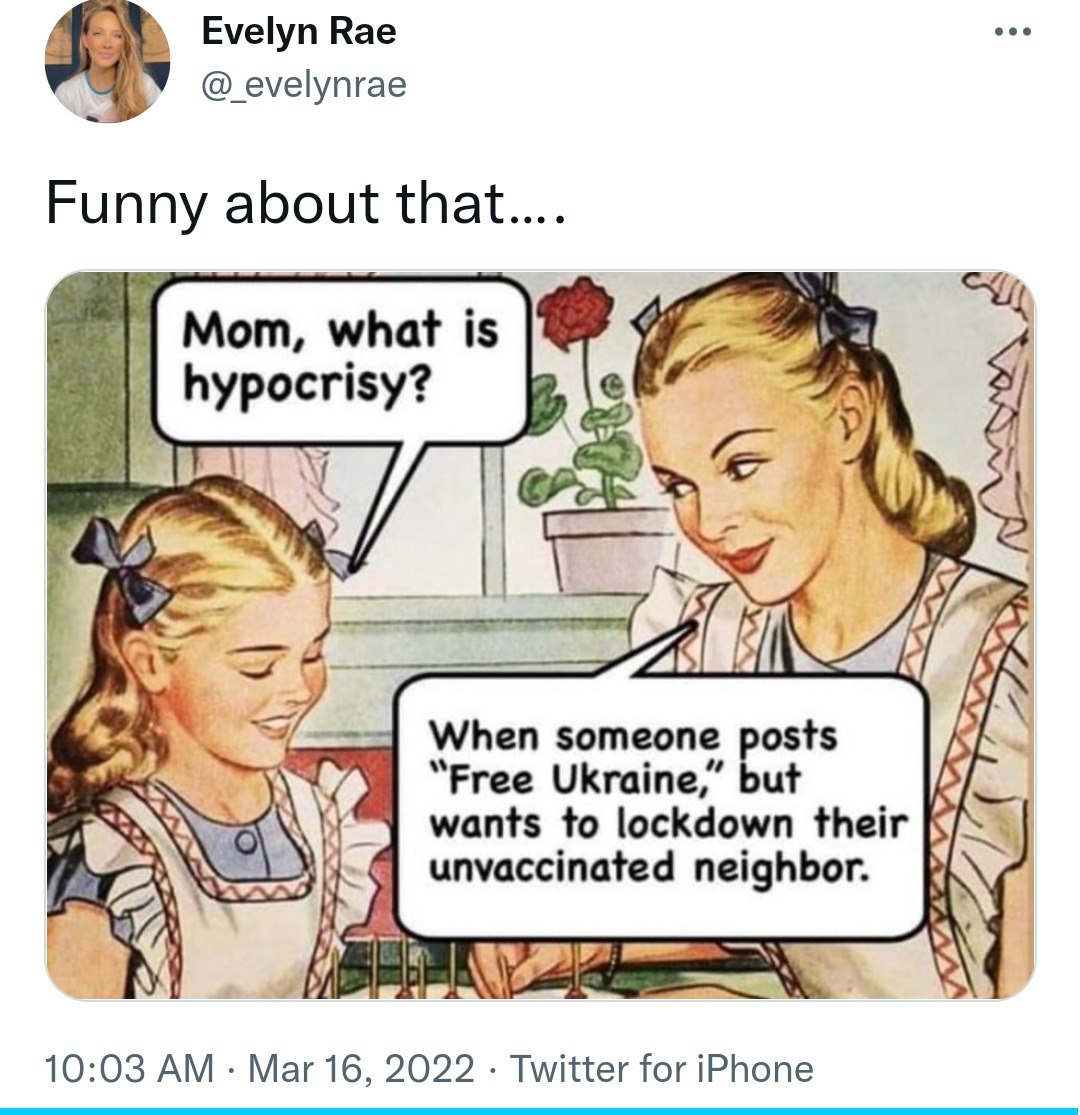 Evelyn Rae
@_evelynrae
Funny about that....
Mom, what is
hypocrisy?
When someone posts
"Free Ukraine," but
wants to lockdown their
unvaccinated neighbor.
10:03 AM · Mar 16, 2022 · Twitter for iPhone